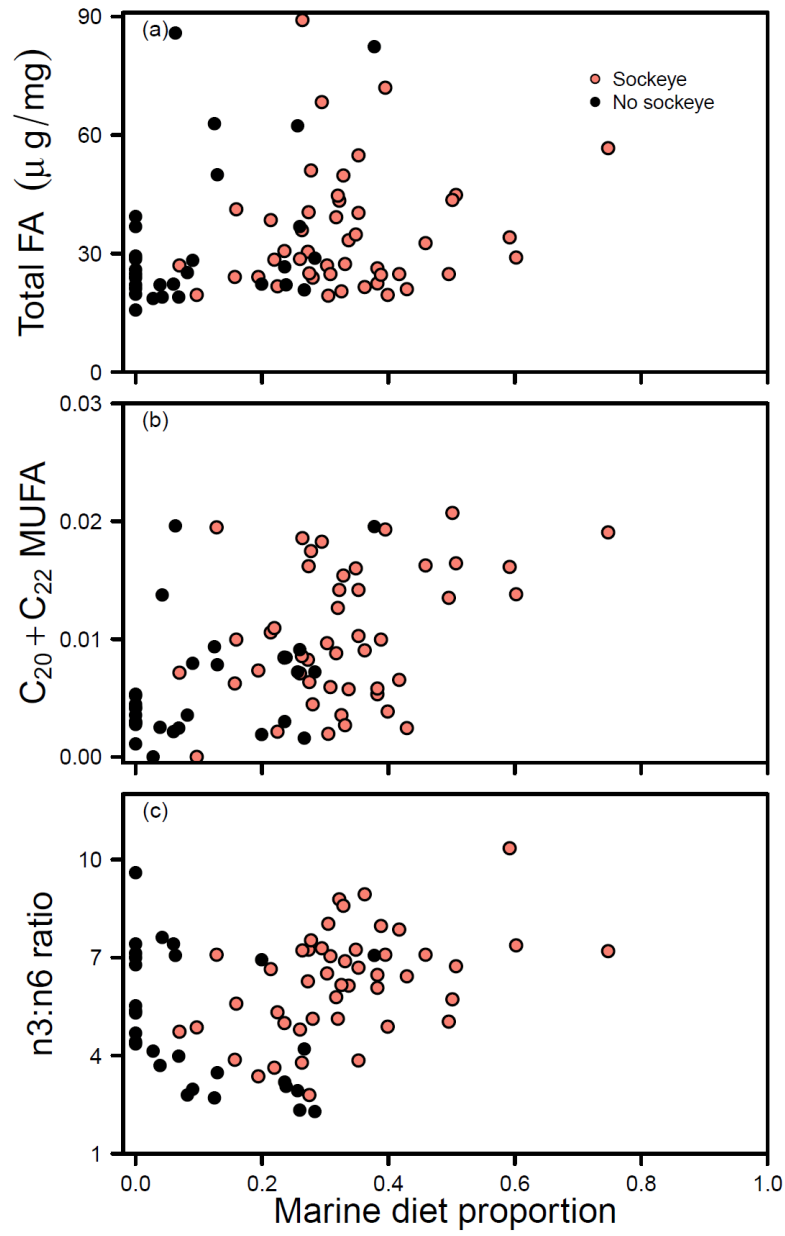 (a)
90
60
30
0
Total FA (μ g/mg)
Sockeye
No sockeye
(b)
0.03
0.02
0.01
0.00
C20 + C22 MUFA
(c)
10
7
4
1
n3:n6 ratio
0.0 0.2 0.4 0.6 0.8 1.0
Marine diet proportion